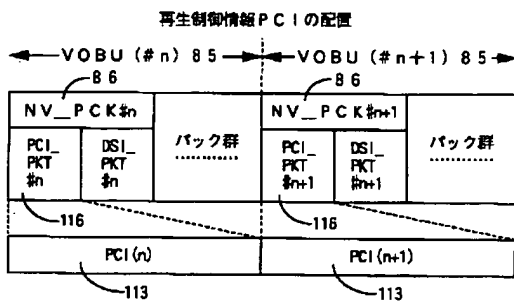 再生制御情報PCIの配置
VOBU(#n)85 VOBU(#n+1)85
86 86
NV_PCK#n NV_PCK#n+1
PCI_ DSI_ パック群 PCI_ DSI_ パック群
PKT PKT PKT PKT
#n #n #n+1 #n+1
116 116
PCI(n) PCI(n+1)
113 113